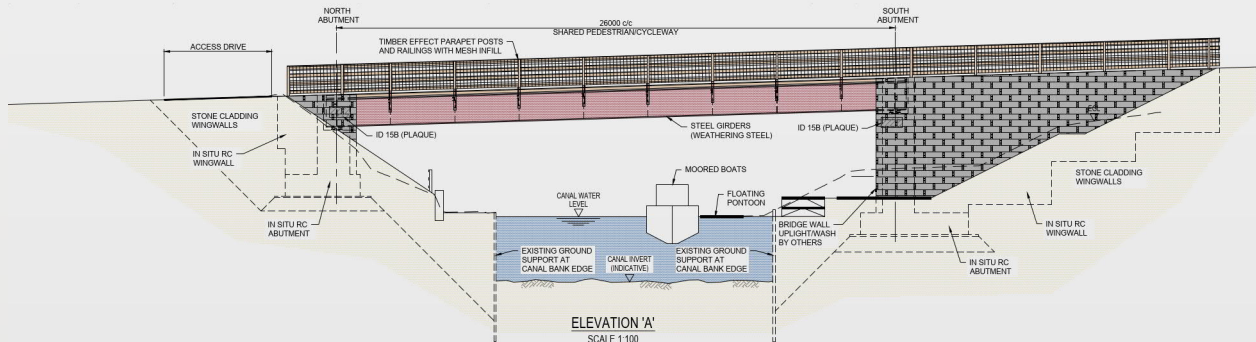 NORTH
ABUTMENT
SOUTH
ABUTMENT
26000 c/c
SHARED PEDESTRIAN/CYCLEWAY
ACCESS DRIVE
TIMBER EFFECT PARAPET POSTS
AND RAILINGS WITH MESH INFILL
STONE CLADDING
WINGWALLS
ID 15B (PLAQUE)
STEEL GIRDERS
(WEATHERING STEEL)
ID 15B (PLAQUE)
IN SITU RC
WINGWALL
MOORED BOATS
STONE CLADDING
WINGWALLS
CANAL WATER
LEVEL
FLOATING
PONTOON
IN SITU RC
ABUTMENT
BRIDGE WALL
UPLIGHT/WASH
BY OTHERS
IN SITU RC
WINGWALL
EXISTING GROUND
SUPPORT AT
CANAL BANK EDGE
CANAL INVERT
(INDICATIVE)
EXISTING GROUND
SUPPORT AT
CANAL BANK EDGE
IN SITU RC
ABUTMENT
ELEVATION 'A'
SCALE 1:100